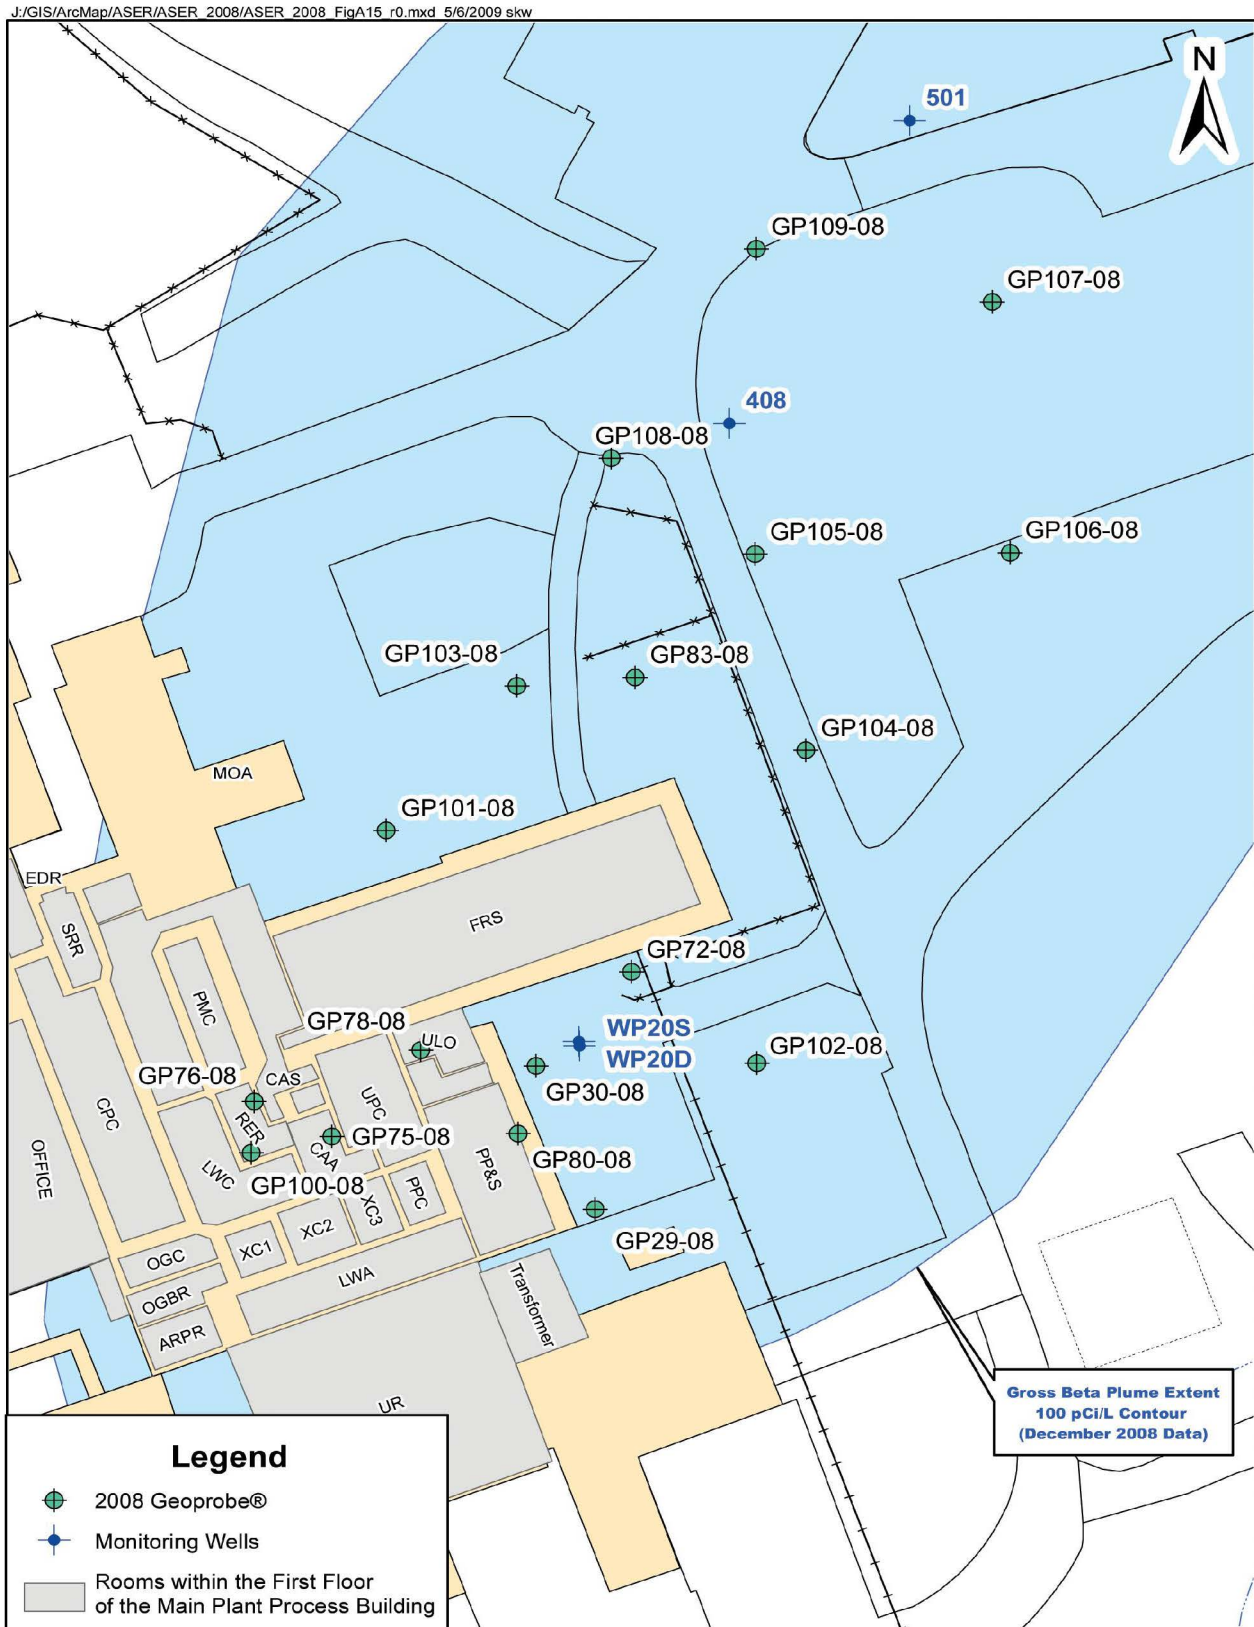 J:/GIS/ArcMap/ASER/ASER_2008/ASER_2008_FigA15_r0.mxd 5/6/2009 skw
N
501
GP109-08
GP107-08
408
GP108-08
GP105-08
GP106-08
GP103-08
GP83-08
GP104-08
MOA
GP101-08
EDR
SRR
FRS
GP72-08
PMC
GP78-08
ULO
WP20S
WP20D
GP102-08
GP76-08
CAS
GP30-08
CPC
UPC
RER
GP75-08
OFFICE
LWC
CAA
PP&S
GP80-08
GP100-08
PPC
XC3
XC2
XC1
GP29-08
OGC
LWA
OGBR
Transformer
ARPR
UR
Gross Beta Plume Extent
100 pCi/L Contour
(December 2008 Data)
Legend
2008 Geoprobe®
Monitoring Wells
Rooms within the First Floor
of the Main Plant Process Building